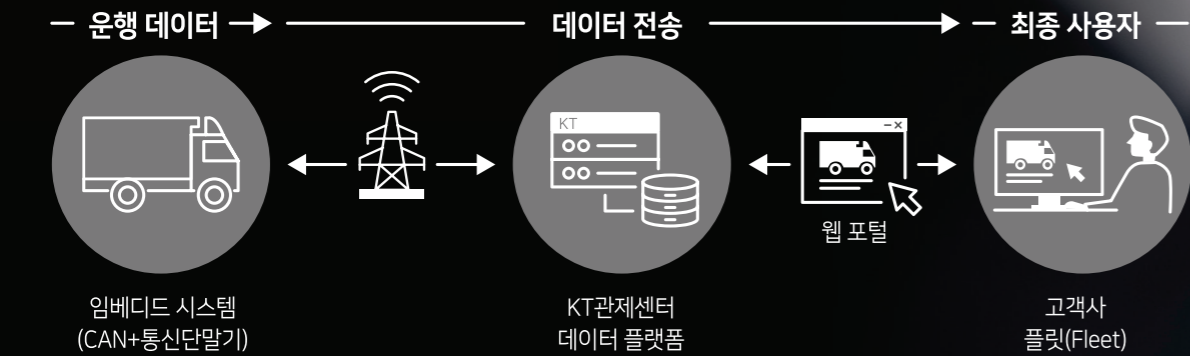 운행 데이터
데이터 전송
최종 사용자
KT
웹 포털
임베디드 시스템
(CAN+통신단말기)
KT관제센터
데이터 플랫폼
고객사
플릿(Fleet)